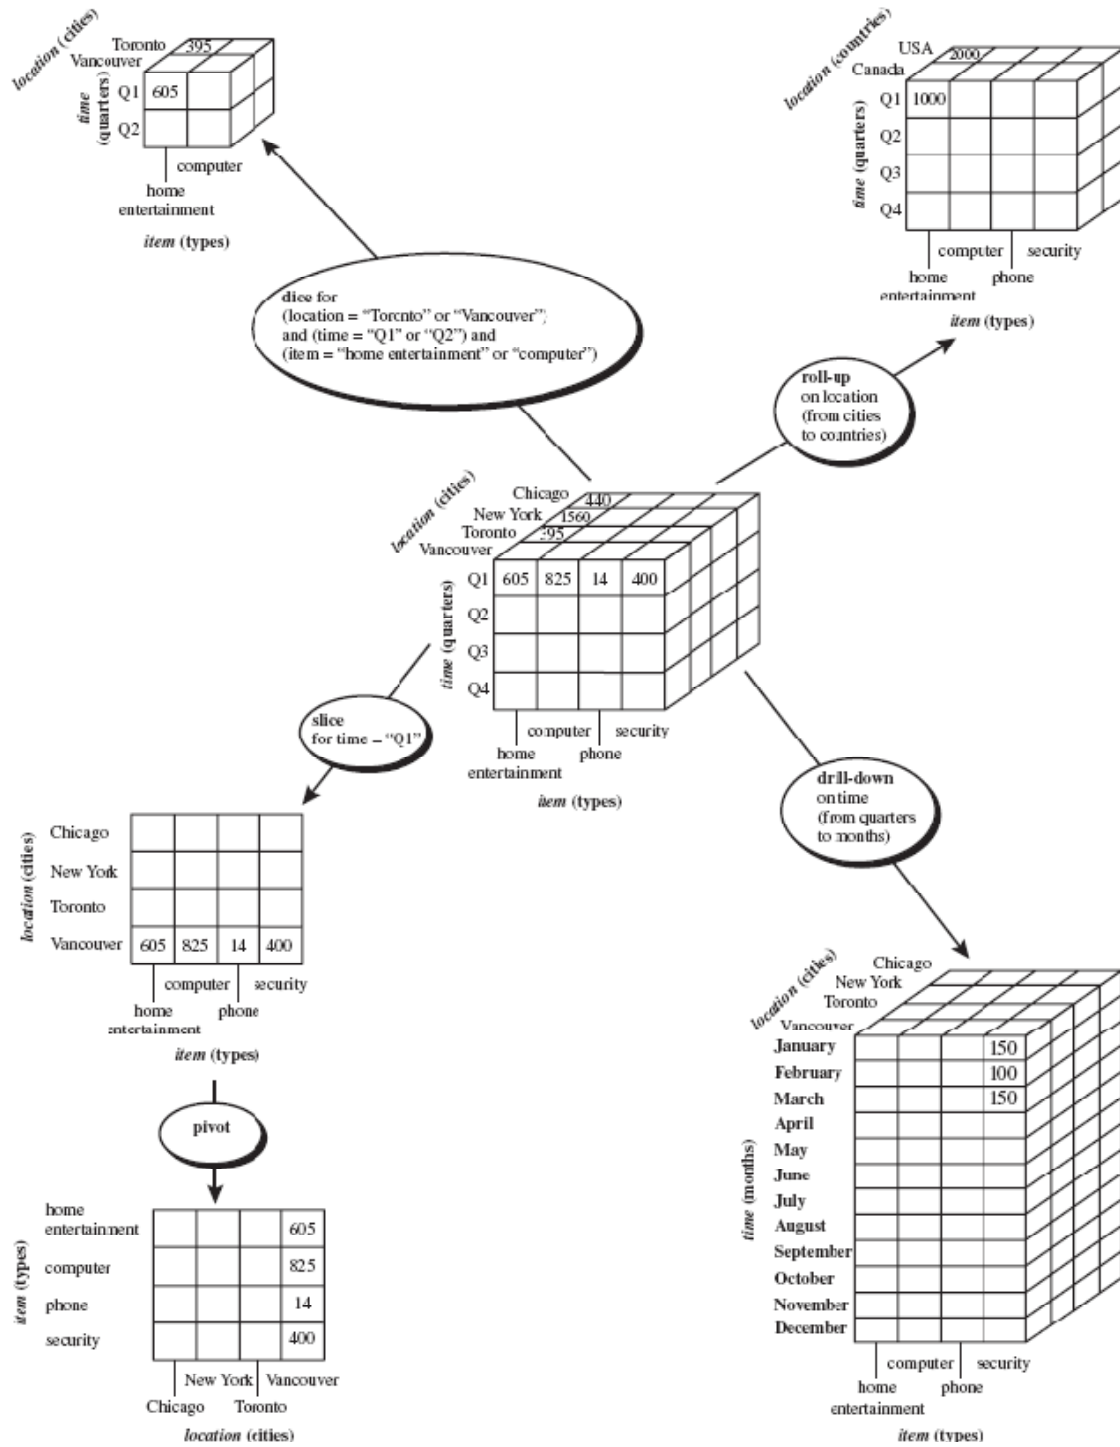 location (cities)
Toronto 395
Vancouver
time (quarters)
Q1 605
Q2
computer
home
entertainment
item (types)
location (countries)
USA 2000
Canada
time (quarters)
Q1 1000
Q2
Q3
Q4
computer security
home phone
entertainment
item (types)
dice for
(location = “Toronto” or “Vancouver”)
and (time = “Q1” or “Q2”) and
(item = “home entertainment” or “computer”)
roll-up
on location
(from cities
to countries)
location (cities)
Chicago 440
New York 1560
Toronto 395
Vancouver
time (quarters)
Q1 605 825 14 400
Q2
Q3
Q4
computer security
home phone
entertainment
item (types)
slice
for time = “Q1”
drill-down
on time
(from quarters
to months)
location (cities)
Chicago
New York
Toronto
Vancouver 605 825 14 400
computer security
home phone
entertainment
item (types)
pivot
item (types)
home
entertainment 605
computer 825
phone 14
security 400
New York Vancouver
Chicago Toronto
location (cities)
location (cities)
Chicago
New York
Toronto
Vancouver
time (months)
January 150
February 100
March 150
April
May
June
July
August
September
October
November
December
computer security
home phone
entertainment
item (types)